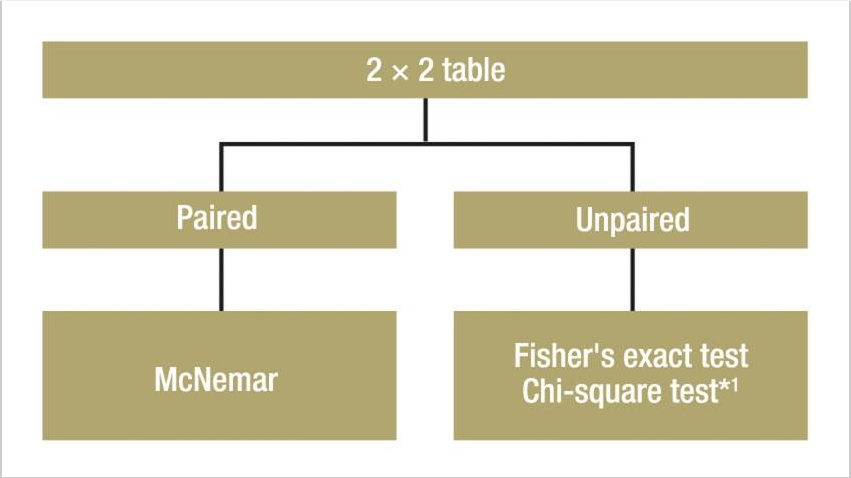 2 × 2 table
Paired
Unpaired
McNemar
Fisher's exact test
Chi-square test*¹